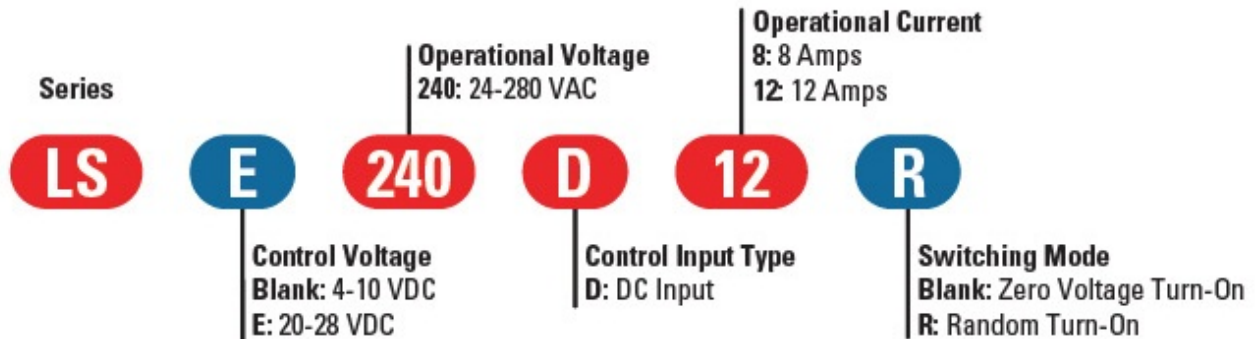 Operational Current
8: 8 Amps
12: 12 Amps
Operational Voltage
240: 24-280 VAC
Series
LS E 240 D 12 R
Control Voltage
Blank: 4-10 VDC
E: 20-28 VDC
Control Input Type
D: DC Input
Switching Mode
Blank: Zero Voltage Turn-On
R: Random Turn-On